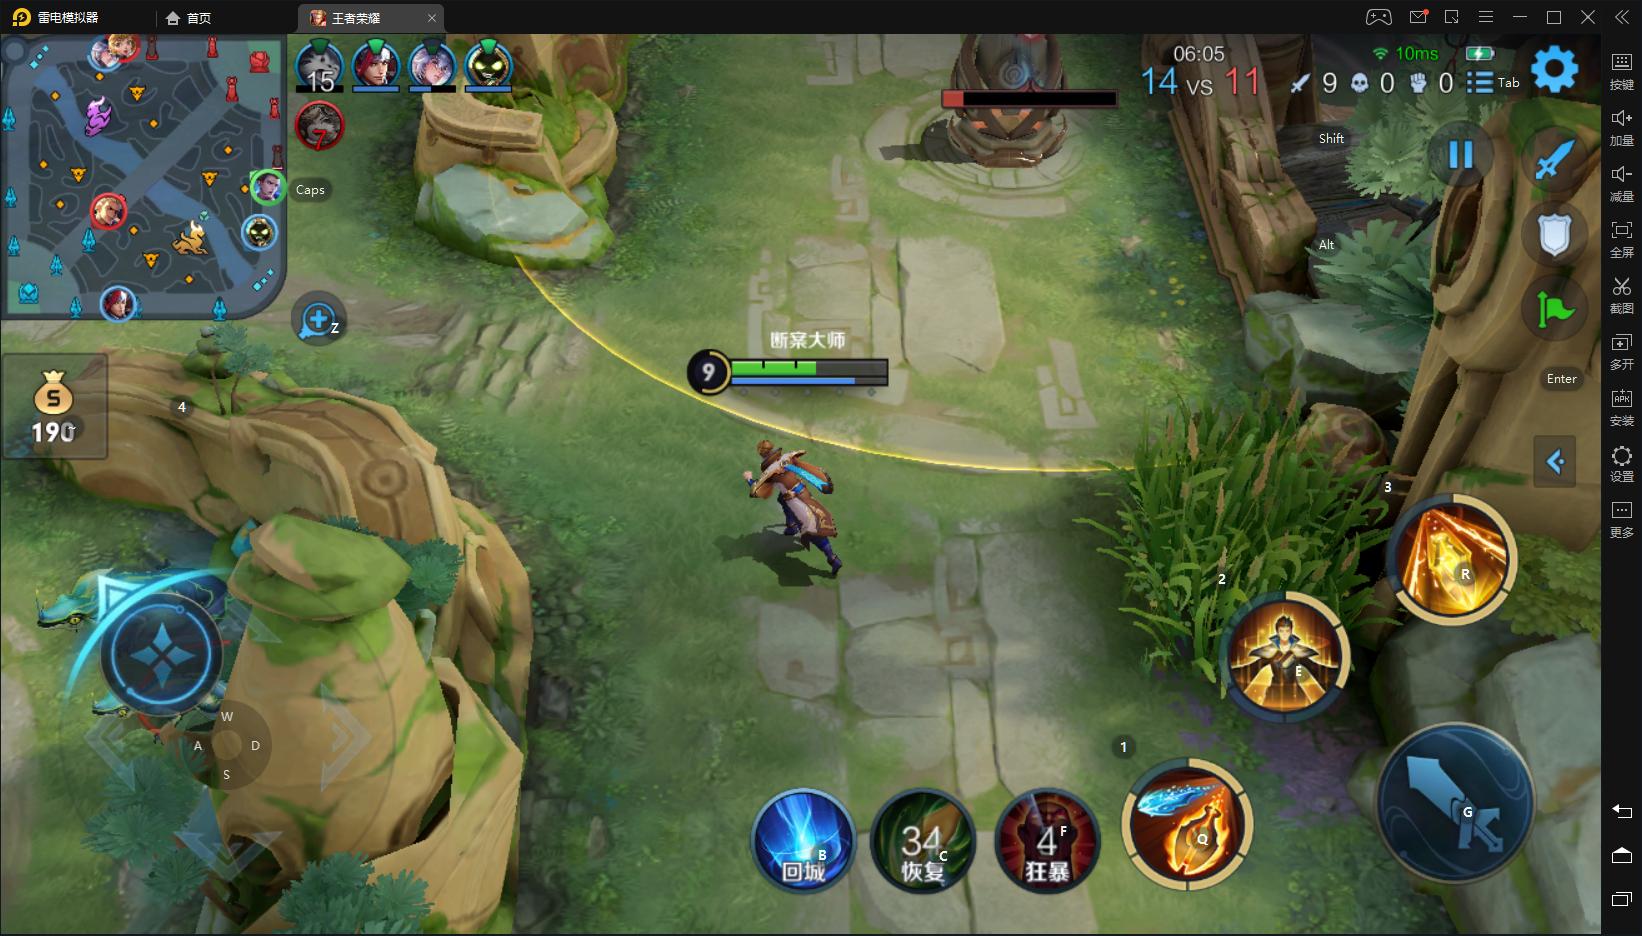 雷电模拟器
首页
王者荣耀
15
7
06:05
10ms
14 vs 11
9
0
0
Tab
Shift
Caps
Alt
Z
Enter
190
4
断案大师
9
3
R
2
E
W
A
D
S
1
Q
G
B
回城
34
C
恢复
4
F
狂暴
按键
加量
减量
全屏
截图
多开
APK
安装
设置
更多